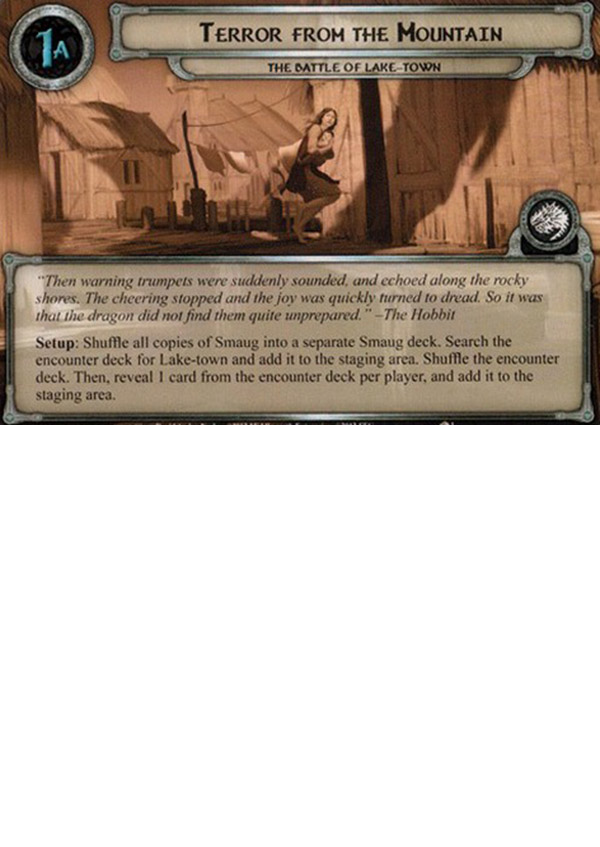 1A
TERROR FROM THE MOUNTAIN
THE BATTLE OF LAKE-TOWN
"Then warning trumpets were suddenly sounded, and echoed along the rocky
shores. The cheering stopped and the joy was quickly turned to dread. So it was
that the dragon did not find them quite unprepared." –The Hobbit
Setup: Shuffle all copies of Smaug into a separate Smaug deck. Search the
encounter deck for Lake-town and add it to the staging area. Shuffle the encounter
deck. Then, reveal 1 card from the encounter deck per player, and add it to the
staging area.